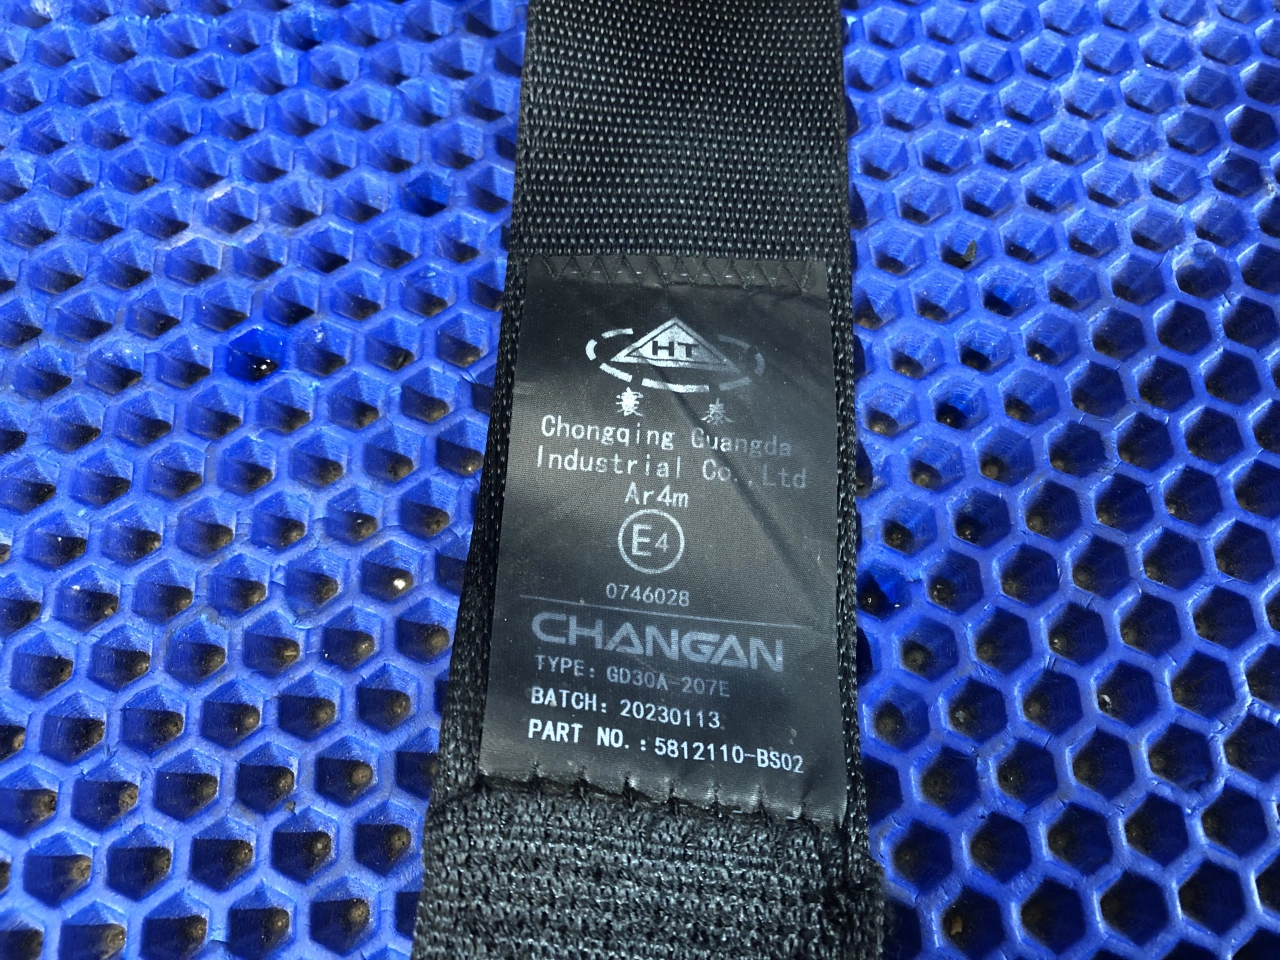 HT
寰泰
Chongqing Guangda
Industrial Co.,Ltd
Ar4m
E4
0746028
CHANGAN
TYPE: GD30A-207E
BATCH: 20230113
PART NO.:5812110-BS02